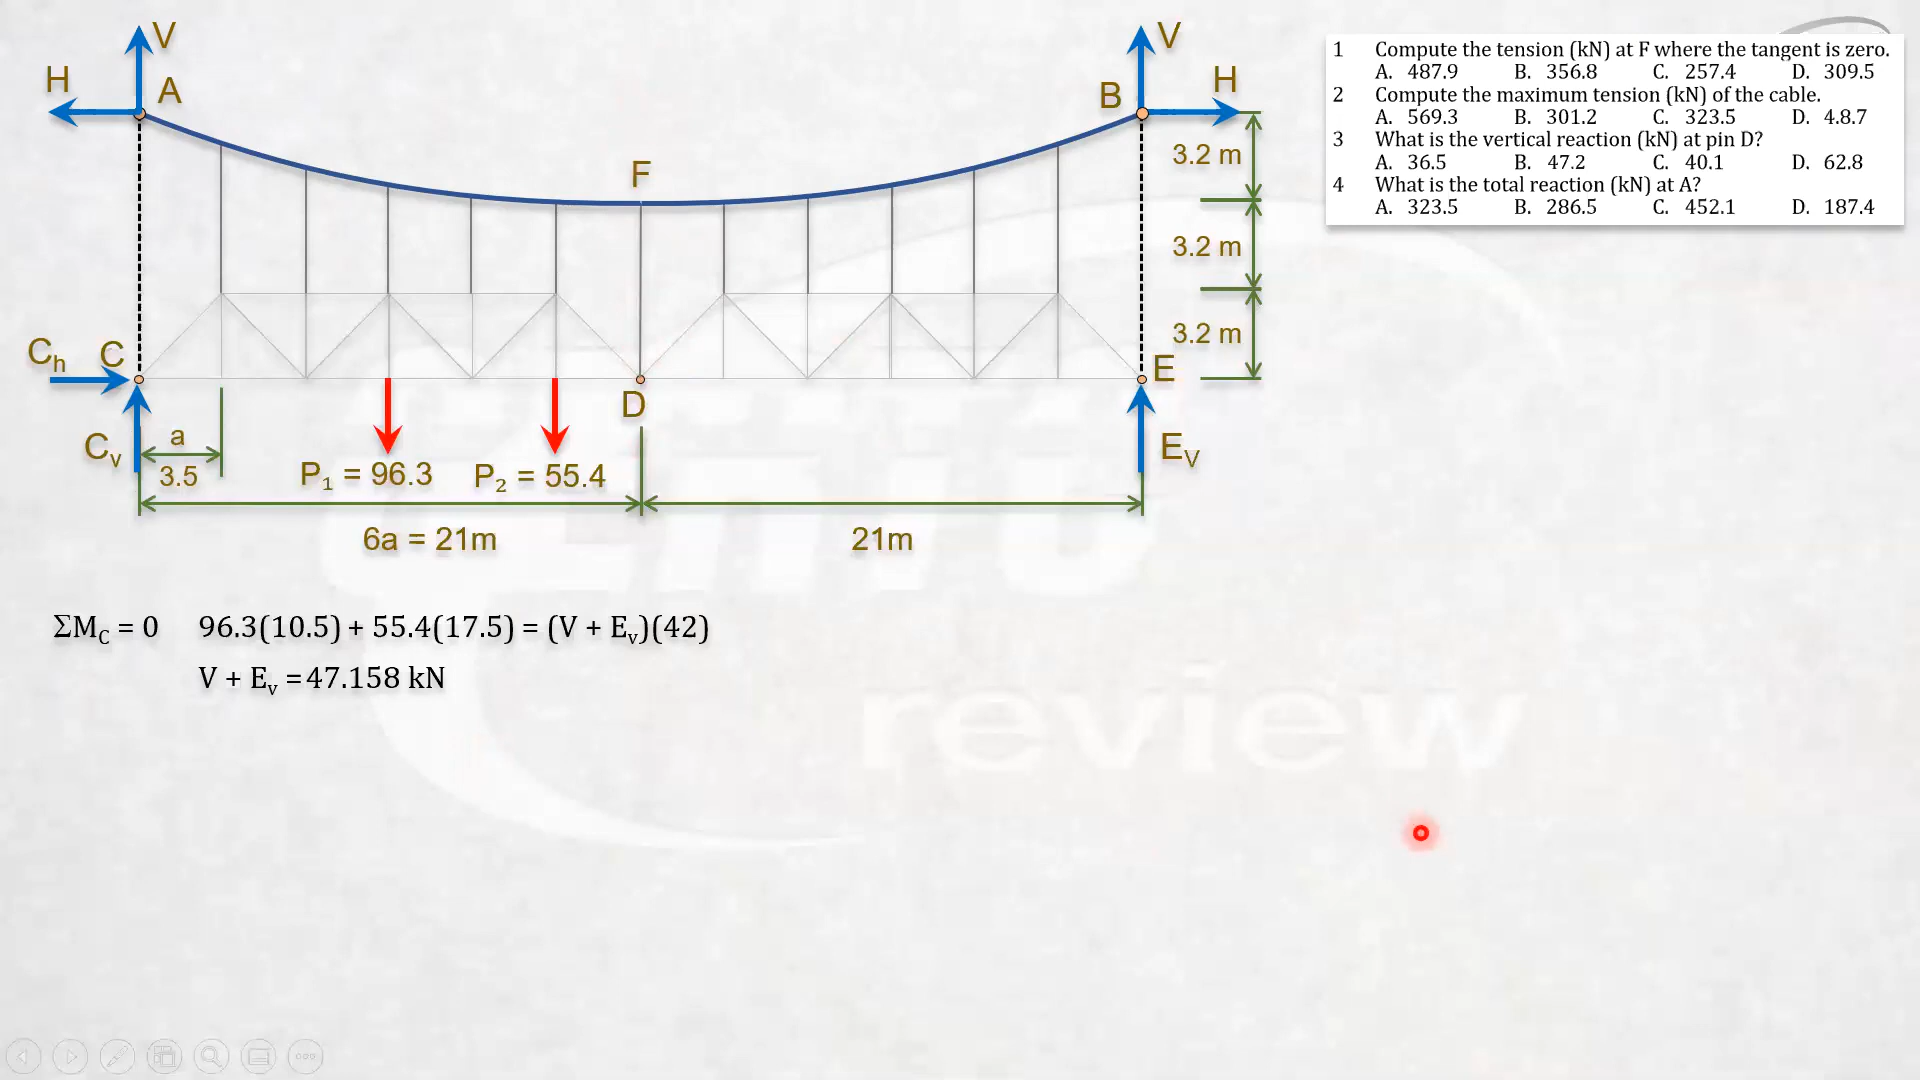 V
V
H
A
B
H
3.2 m
F
3.2 m
3.2 m
Cₕ
C
E
D
Cᵥ
a
3.5
P₁ = 96.3
P₂ = 55.4
E_V
6a = 21m
21m
1 Compute the tension (kN) at F where the tangent is zero.
A. 487.9 B. 356.8 C. 257.4 D. 309.5
2 Compute the maximum tension (kN) of the cable.
A. 569.3 B. 301.2 C. 323.5 D. 4.8.7
3 What is the vertical reaction (kN) at pin D?
A. 36.5 B. 47.2 C. 40.1 D. 62.8
4 What is the total reaction (kN) at A?
A. 323.5 B. 286.5 C. 452.1 D. 187.4
ΣM_C = 0 96.3(10.5) + 55.4(17.5) = (V + Eᵥ)(42)
V + Eᵥ = 47.158 kN
review